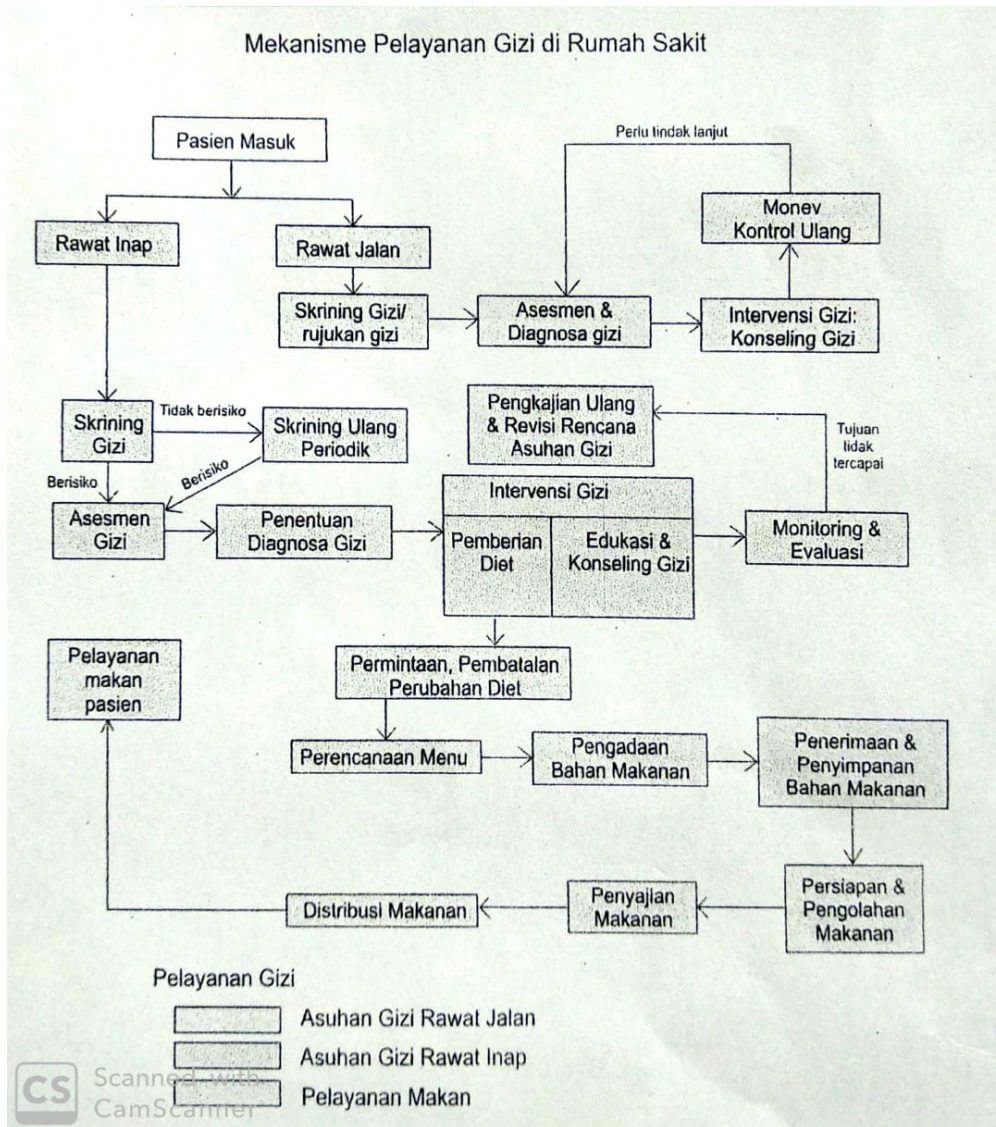 Mekanisme Pelayanan Gizi di Rumah Sakit
Pasien Masuk
Perlu tindak lanjut
Rawat Inap
Rawat Jalan
Monev
Kontrol Ulang
Skrining Gizi/
rujukan gizi
Asesmen &
Diagnosa gizi
Intervensi Gizi:
Konseling Gizi
Skrining
Gizi
Tidak berisiko
Skrining Ulang
Periodik
Pengkajian Ulang
& Revisi Rencana
Asuhan Gizi
Tujuan
tidak
tercapai
Berisiko
Berisiko
Asesmen
Gizi
Penentuan
Diagnosa Gizi
Intervensi Gizi
Pemberian
Diet
Edukasi &
Konseling Gizi
Monitoring &
Evaluasi
Pelayanan
makan
pasien
Permintaan, Pembatalan
Perubahan Diet
Perencanaan Menu
Pengadaan
Bahan Makanan
Penerimaan &
Penyimpanan
Bahan Makanan
Persiapan &
Pengolahan
Makanan
Penyajian
Makanan
Distribusi Makanan
Pelayanan Gizi
Asuhan Gizi Rawat Jalan
Asuhan Gizi Rawat Inap
Pelayanan Makan
CS
Scanned with
CamScanner